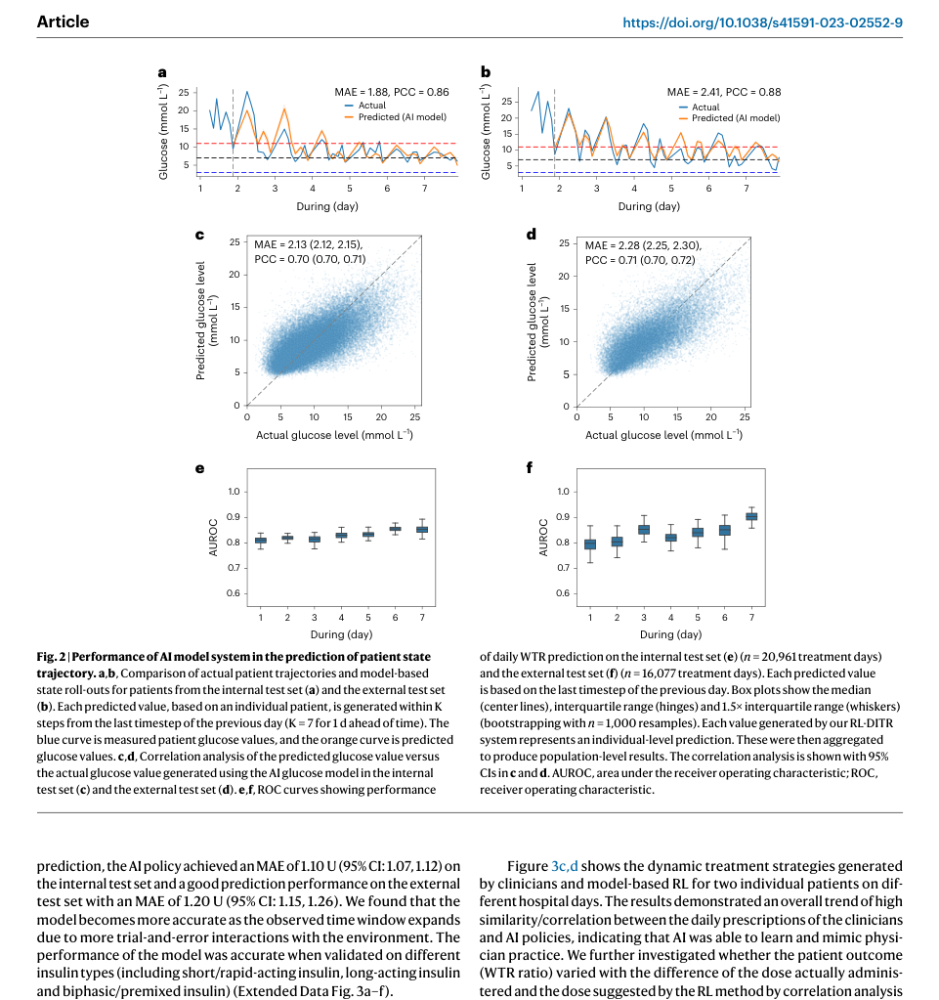 Article
https://doi.org/10.1038/s41591-023-02552-9
a
Glucose (mmol L⁻¹)
25
20
15
10
5
MAE = 1.88, PCC = 0.86
Actual
Predicted (AI model)
1 2 3 4 5 6 7
During (day)
b
Glucose (mmol L⁻¹)
25
20
15
10
5
MAE = 2.41, PCC = 0.88
Actual
Predicted (AI model)
1 2 3 4 5 6 7
During (day)
c
Predicted glucose level
(mmol L⁻¹)
MAE = 2.13 (2.12, 2.15),
PCC = 0.70 (0.70, 0.71)
25
20
15
10
5
0
0 5 10 15 20 25
Actual glucose level (mmol L⁻¹)
d
Predicted glucose level
(mmol L⁻¹)
MAE = 2.28 (2.25, 2.30),
PCC = 0.71 (0.70, 0.72)
25
20
15
10
5
0
0 5 10 15 20 25
Actual glucose level (mmol L⁻¹)
e
AUROC
1.0
0.9
0.8
0.7
0.6
1 2 3 4 5 6 7
During (day)
f
AUROC
1.0
0.9
0.8
0.7
0.6
1 2 3 4 5 6 7
During (day)
Fig. 2 | Performance of AI model system in the prediction of patient state
trajectory. a,b, Comparison of actual patient trajectories and model-based
state roll-outs for patients from the internal test set (a) and the external test set
(b). Each predicted value, based on an individual patient, is generated within K
steps from the last timestep of the previous day (K = 7 for 1 d ahead of time). The
blue curve is measured patient glucose values, and the orange curve is predicted
glucose values. c,d, Correlation analysis of the predicted glucose value versus
the actual glucose value generated using the AI glucose model in the internal
test set (c) and the external test set (d). e,f, ROC curves showing performance
of daily WTR prediction on the internal test set (e) (n = 20,961 treatment days)
and the external test set (f) (n = 16,077 treatment days). Each predicted value
is based on the last timestep of the previous day. Box plots show the median
(center lines), interquartile range (hinges) and 1.5× interquartile range (whiskers)
(bootstrapping with n = 1,000 resamples). Each value generated by our RL-DITR
system represents an individual-level prediction. These were then aggregated
to produce population-level results. The correlation analysis is shown with 95%
CIs in c and d. AUROC, area under the receiver operating characteristic; ROC,
receiver operating characteristic.
prediction, the AI policy achieved an MAE of 1.10 U (95% CI: 1.07, 1.12) on
the internal test set and a good prediction performance on the external
test set with an MAE of 1.20 U (95% CI: 1.15, 1.26). We found that the
model becomes more accurate as the observed time window expands
due to more trial-and-error interactions with the environment. The
performance of the model was accurate when validated on different
insulin types (including short/rapid-acting insulin, long-acting insulin
and biphasic/premixed insulin) (Extended Data Fig. 3a–f).
Figure 3c,d shows the dynamic treatment strategies generated
by clinicians and model-based RL for two individual patients on dif-
ferent hospital days. The results demonstrated an overall trend of high
similarity/correlation between the daily prescriptions of the clinicians
and AI policies, indicating that AI was able to learn and mimic physi-
cian practice. We further investigated whether the patient outcome
(WTR ratio) varied with the difference of the dose actually adminis-
tered and the dose suggested by the RL method by correlation analysis